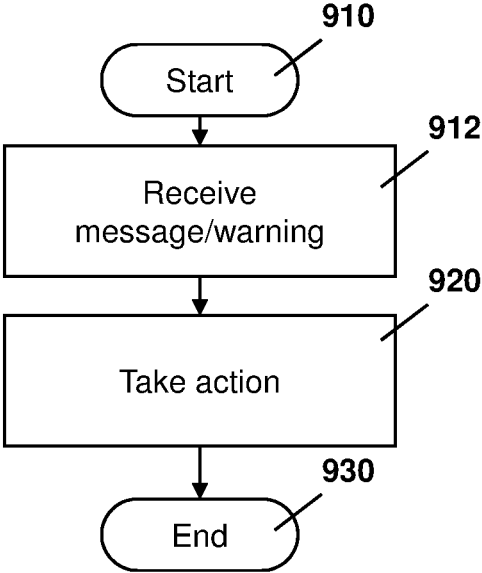 910
Start
912
Receive
message/warning
920
Take action
930
End